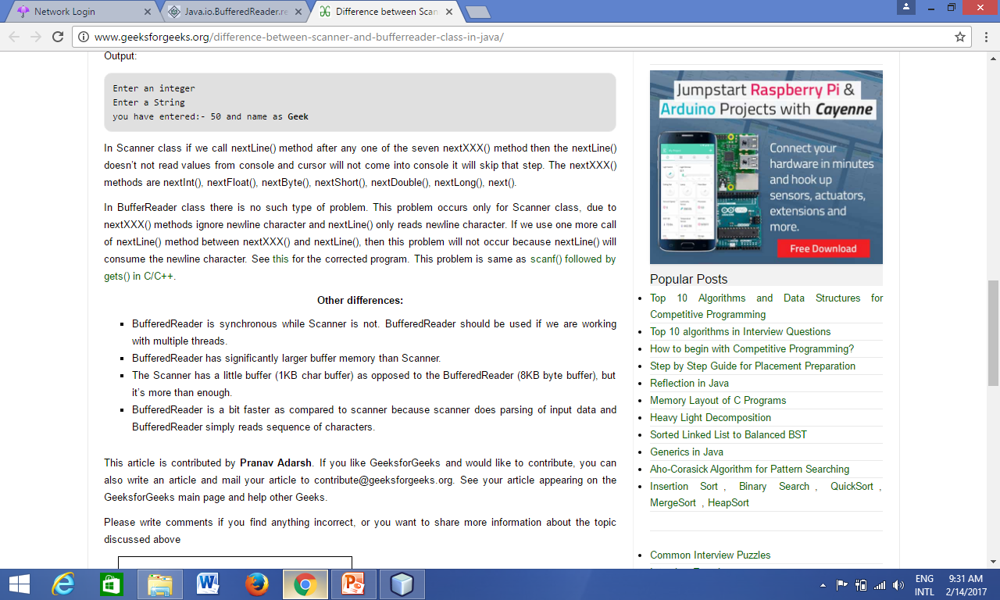 Network Login
Java.io.BufferedReader.re
Difference between Scan
www.geeksforgeeks.org/difference-between-scanner-and-bufferreader-class-in-java/
Output:
Enter an integer
Enter a String
you have entered:- 50 and name as Geek
In Scanner class if we call nextLine() method after any one of the seven nextXXX() method then the nextLine()
doesn't not read values from console and cursor will not come into console it will skip that step. The nextXXX()
methods are nextInt(), nextFloat(), nextByte(), nextShort(), nextDouble(), nextLong(), next().
In BufferReader class there is no such type of problem. This problem occurs only for Scanner class, due to
nextXXX() methods ignore newline character and nextLine() only reads newline character. If we use one more call
of nextLine() method between nextXXX() and nextLine(), then this problem will not occur because nextLine() will
consume the newline character. See this for the corrected program. This problem is same as scanf() followed by
gets() in C/C++.
Other differences:
BufferedReader is synchronous while Scanner is not. BufferedReader should be used if we are working
with multiple threads.
BufferedReader has significantly larger buffer memory than Scanner.
The Scanner has a little buffer (1KB char buffer) as opposed to the BufferedReader (8KB byte buffer), but
it's more than enough.
BufferedReader is a bit faster as compared to scanner because scanner does parsing of input data and
BufferedReader simply reads sequence of characters.
This article is contributed by Pranav Adarsh. If you like GeeksforGeeks and would like to contribute, you can
also write an article and mail your article to contribute@geeksforgeeks.org. See your article appearing on the
GeeksforGeeks main page and help other Geeks.
Please write comments if you find anything incorrect, or you want to share more information about the topic
discussed above
Jumpstart Raspberry Pi &
Arduino Projects with Cayenne
Connect your
hardware in minutes
and hook up
sensors, actuators,
extensions and
more.
Free Download
Popular Posts
Top 10 Algorithms and Data Structures for
Competitive Programming
Top 10 algorithms in Interview Questions
How to begin with Competitive Programming?
Step by Step Guide for Placement Preparation
Reflection in Java
Memory Layout of C Programs
Heavy Light Decomposition
Sorted Linked List to Balanced BST
Generics in Java
Aho-Corasick Algorithm for Pattern Searching
Insertion Sort , Binary Search , QuickSort ,
MergeSort , HeapSort
Common Interview Puzzles
ENG
INTL
9:31 AM
2/14/2017